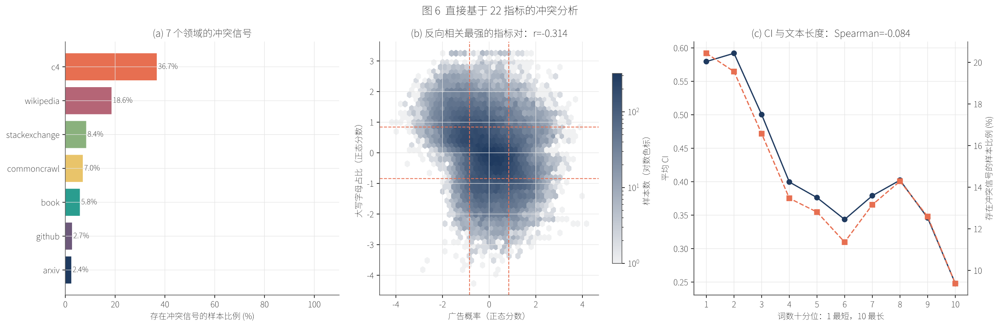 图 6 直接基于 22 指标的冲突分析
(a) 7 个领域的冲突信号
c4
36.7%
wikipedia
18.6%
stackexchange
8.4%
commoncrawl
7.0%
book
5.8%
github
2.7%
arxiv
2.4%
0 20 40 60 80 100
存在冲突信号的样本比例 (%)
(b) 反向相关最强的指标对：r=-0.314
大写字母占比（正态分数）
3
2
1
0
-1
-2
-3
-4
-4 -2 0 2 4
广告概率（正态分数）
10²
10¹
10⁰
样本数（对数色标）
(c) CI 与文本长度：Spearman=-0.084
平均 CI
0.60
0.55
0.50
0.45
0.40
0.35
0.30
0.25
1 2 3 4 5 6 7 8 9 10
词数十分位：1 最短，10 最长
20
18
16
14
12
10
存在冲突信号的样本比例 (%)